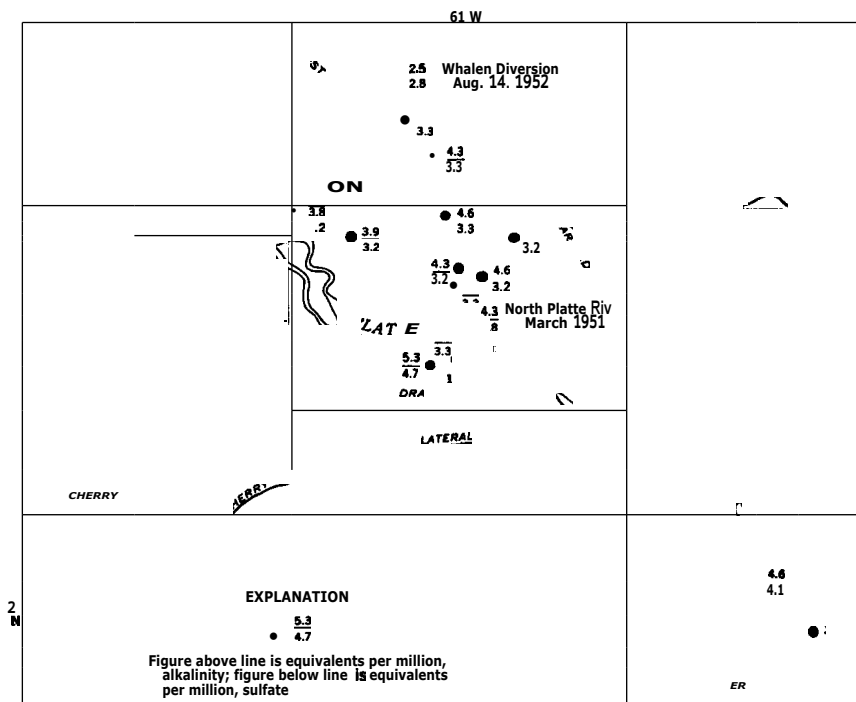 61 W
ST
2.5 Whalen Diversion
2.8 Aug. 14. 1952
3.3
4.3
3.3
ON
3.8
.2
3.9
3.2
4.6
3.3
3.2
AR
4.3
3.2
4.6
3.2
4.3
8
North Platte Riv
March 1951
LAT E
3.3
5.3
4.7
1
DRA
LATERAL
CHERRY
HERRY
4.6
4.1
2
N
EXPLANATION
5.3
4.7
Figure above line is equivalents per million,
alkalinity; figure below line is equivalents
per million, sulfate
ER